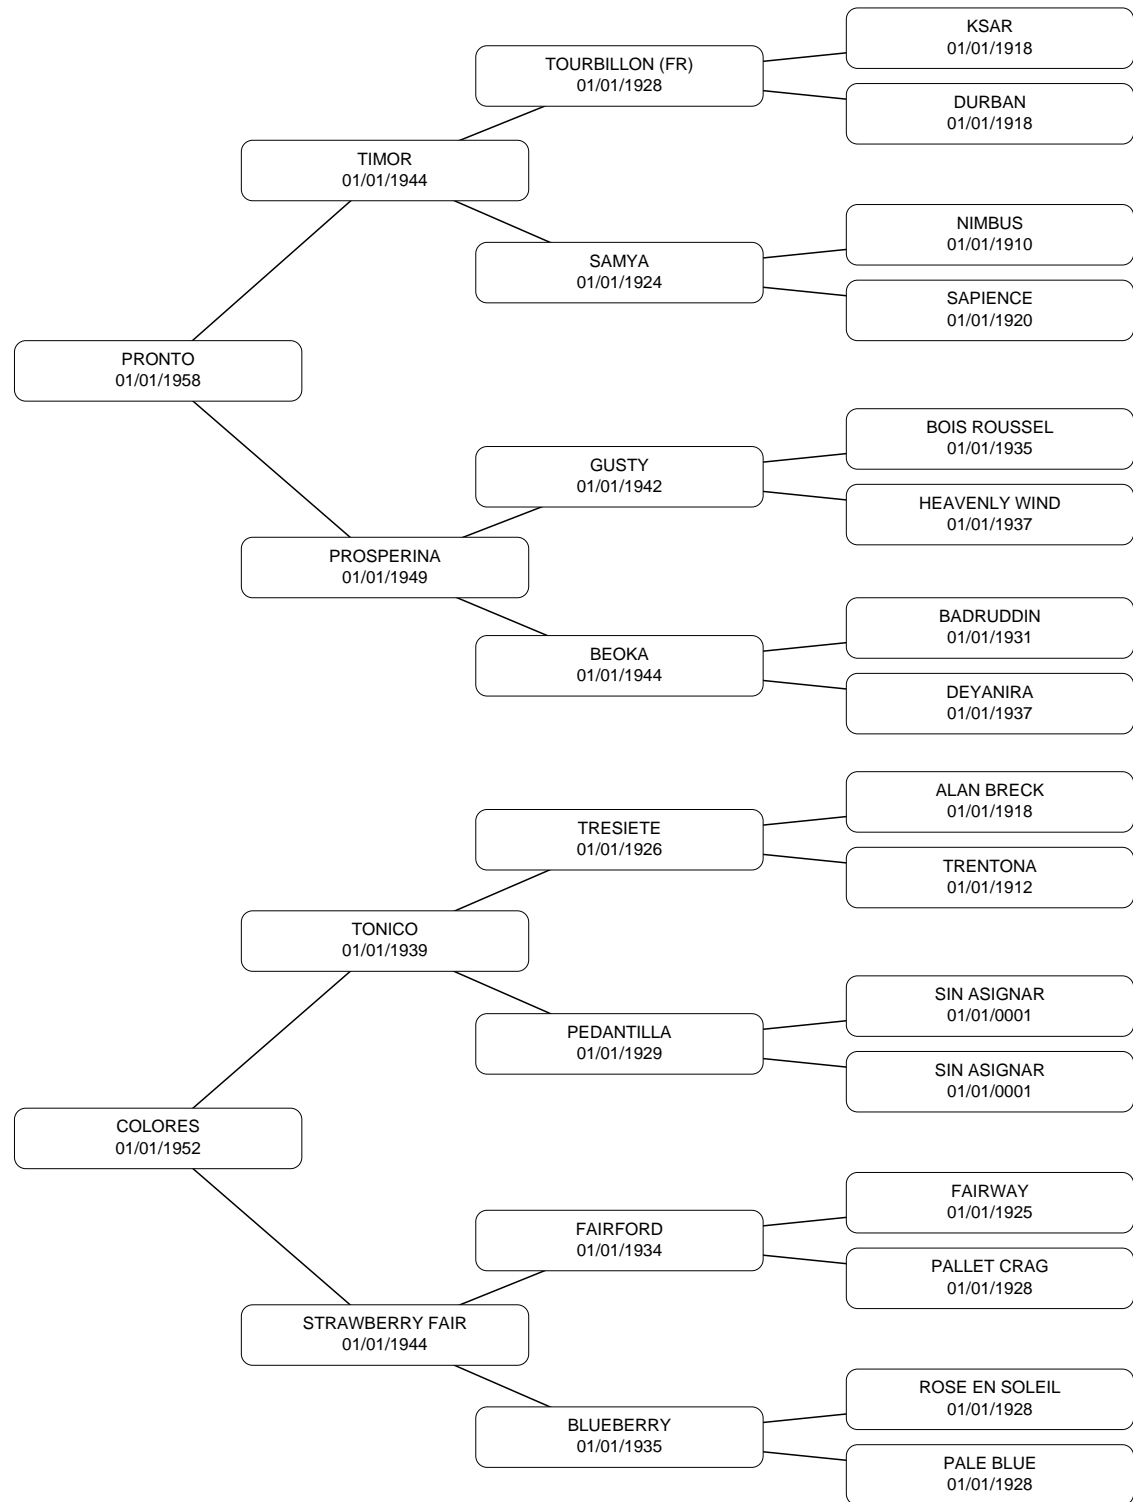 KSAR
01/01/1918
TOURBILLON (FR)
01/01/1928
DURBAN
01/01/1918
TIMOR
01/01/1944
NIMBUS
01/01/1910
SAMYA
01/01/1924
SAPIENCE
01/01/1920
PRONTO
01/01/1958
BOIS ROUSSEL
01/01/1935
GUSTY
01/01/1942
HEAVENLY WIND
01/01/1937
PROSPERINA
01/01/1949
BADRUDDIN
01/01/1931
BEOKA
01/01/1944
DEYANIRA
01/01/1937
ALAN BRECK
01/01/1918
TRESIETE
01/01/1926
TRENTONA
01/01/1912
TONICO
01/01/1939
SIN ASIGNAR
01/01/0001
PEDANTILLA
01/01/1929
SIN ASIGNAR
01/01/0001
COLORES
01/01/1952
FAIRWAY
01/01/1925
FAIRFORD
01/01/1934
PALLET CRAG
01/01/1928
STRAWBERRY FAIR
01/01/1944
ROSE EN SOLEIL
01/01/1928
BLUEBERRY
01/01/1935
PALE BLUE
01/01/1928